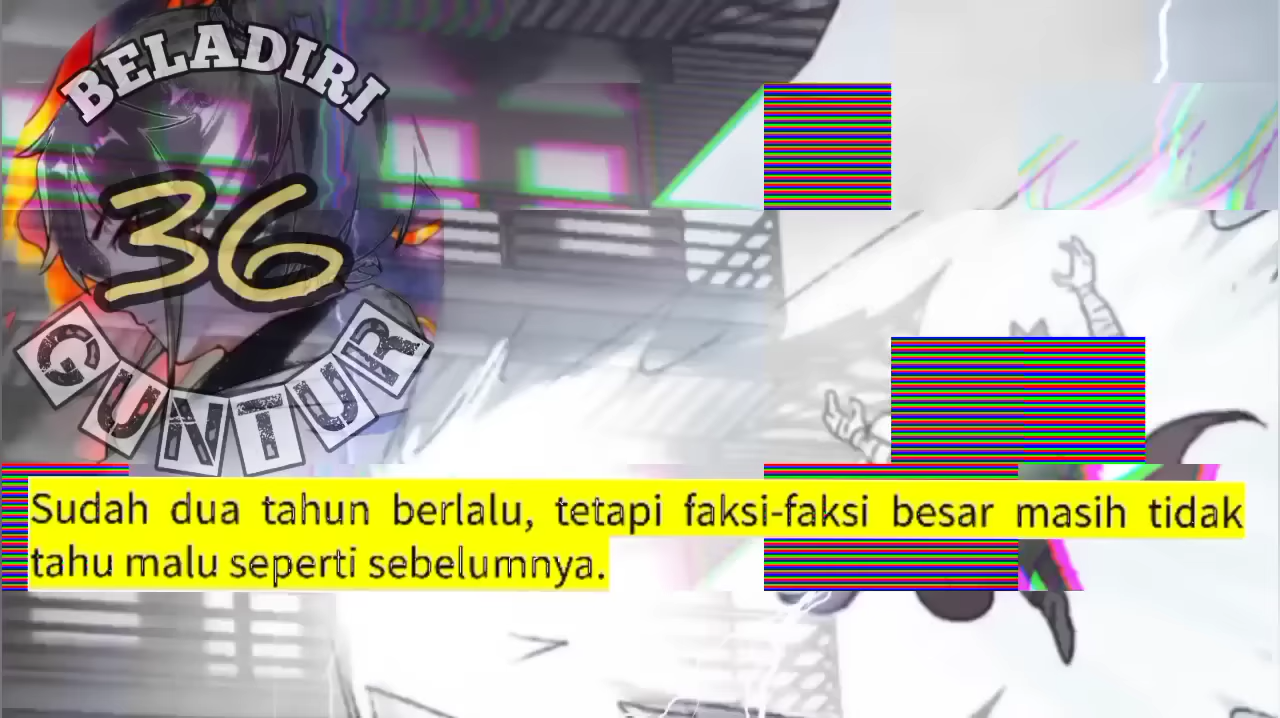 BELADIRI
36
GUNTUR
Sudah dua tahun berlalu, tetapi faksi-faksi besar masih tidak
tahu malu seperti sebelumnya.